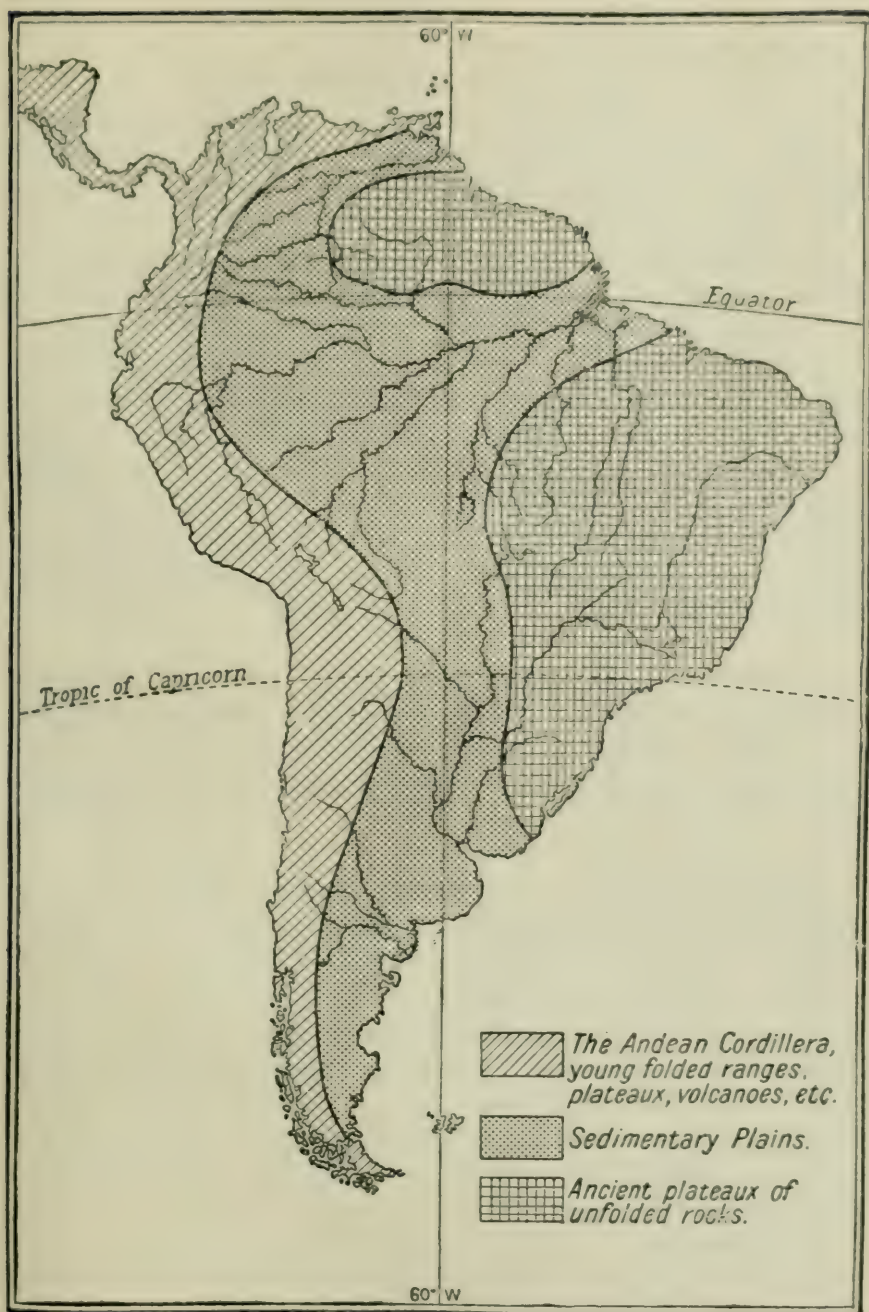 60° W
Equator
Tropic of Capricorn
The Andean Cordillera,
young folded ranges,
plateaux, volcanoes, etc.
Sedimentary Plains.
Ancient plateaux of
unfolded rocks.
60° W